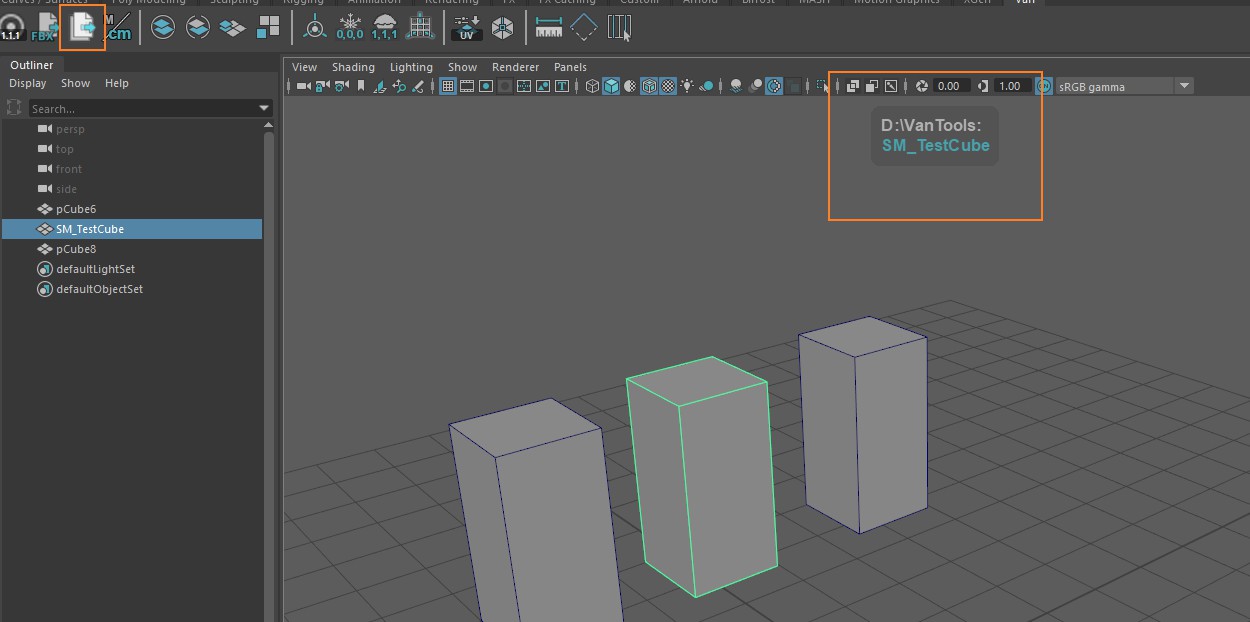 Curves / Surfaces Poly Modeling Sculpting Rigging Animation Rendering FX FX Caching Custom Arnold Bifrost MASH Motion Graphics XGen Van
1.1.1 FBX M/cm 0,0,0 1,1,1 UV
Outliner
Display Show Help
Search...
persp
top
front
side
pCube6
SM_TestCube
pCube8
defaultLightSet
defaultObjectSet
View Shading Lighting Show Renderer Panels
0.00 1.00 sRGB gamma
D:\VanTools:
SM_TestCube